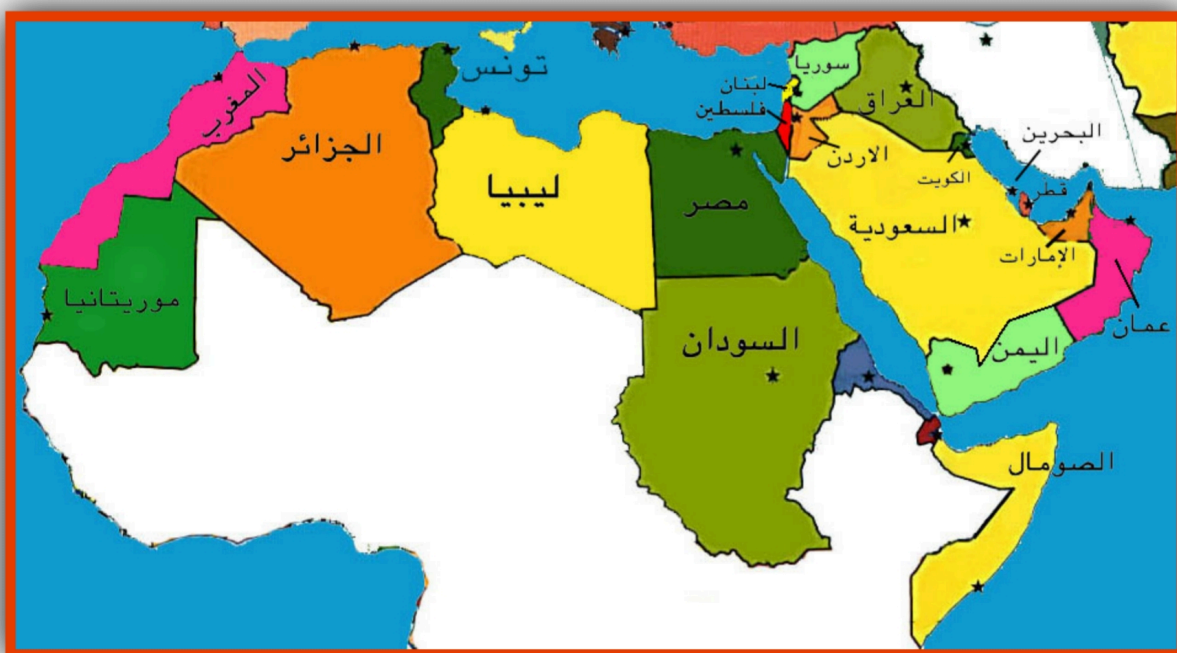 تونس
سوريا
المغرب
لبنان
العراق
فلسطين
البحرين
الجزائر
الاردن
الكويت
ليبيا
قطر
مصر
السعودية
الإمارات
موريتانيا
عمان
السودان
اليمن
الصومال